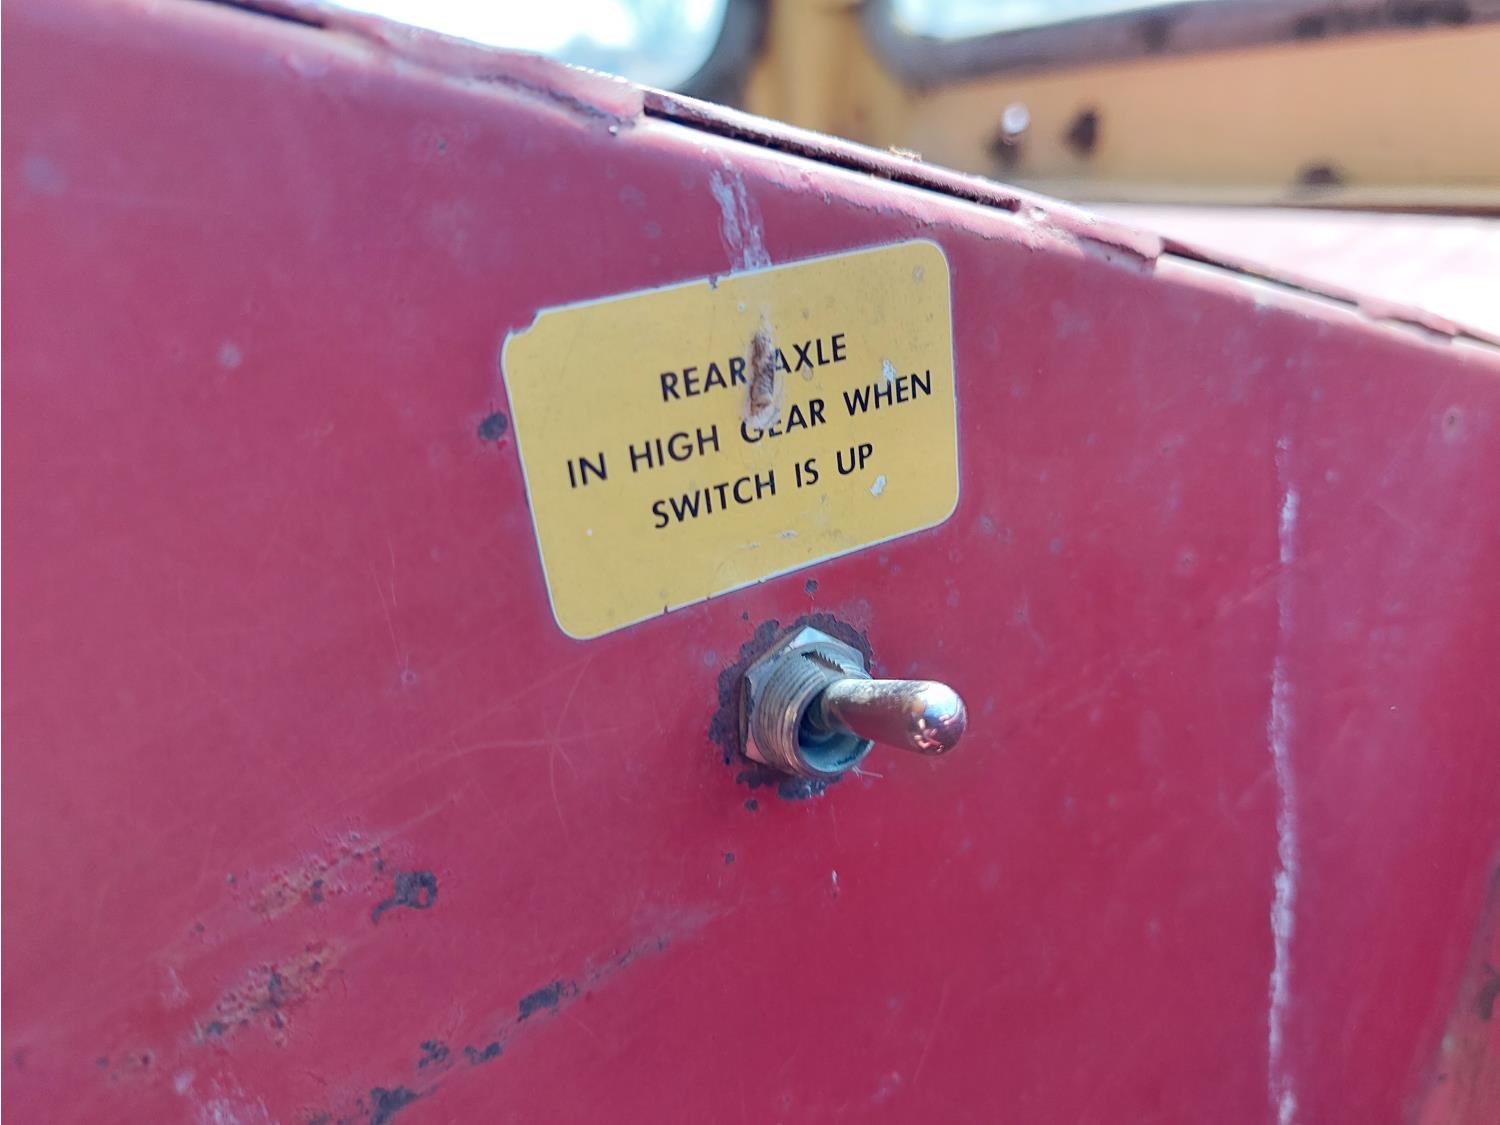 REAR AXLE
IN HIGH GEAR WHEN
SWITCH IS UP